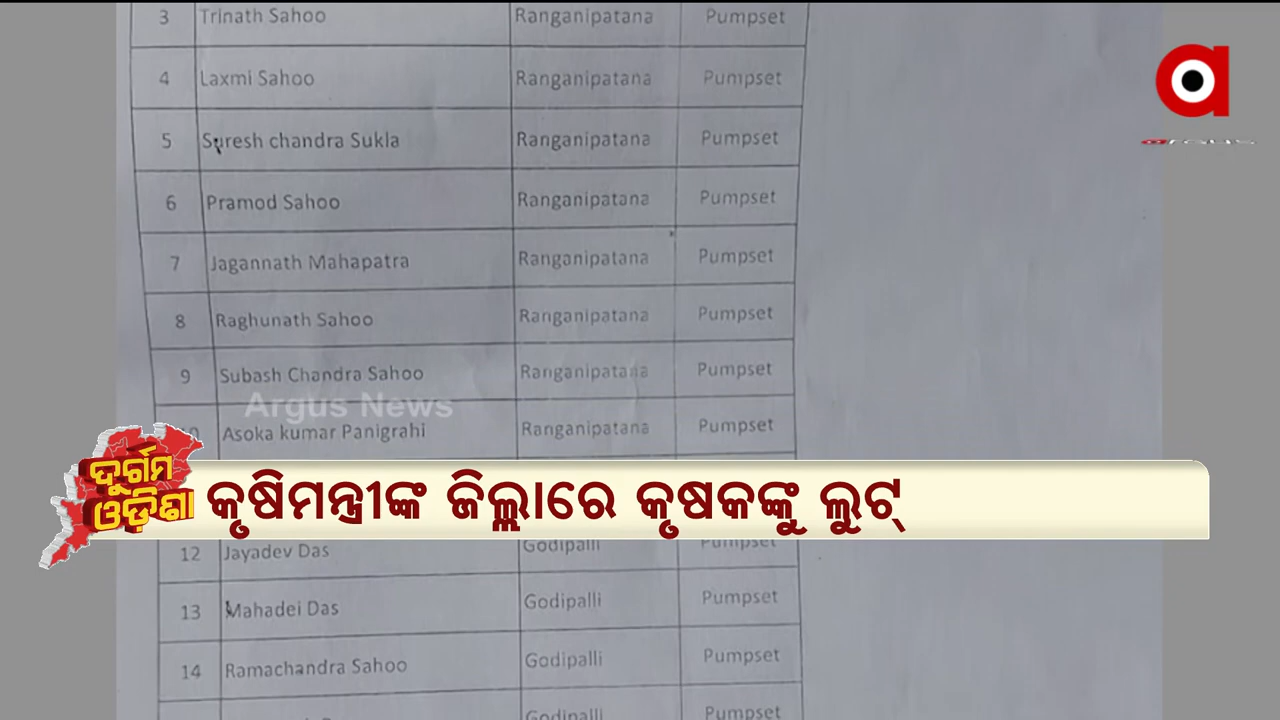 3 Trinath Sahoo Ranganipatana Pumpset
4 Laxmi Sahoo Ranganipatana Pumpset
5 Suresh chandra Sukla Ranganipatana Pumpset
6 Pramod Sahoo Ranganipatana Pumpset
7 Jagannath Mahapatra Ranganipatana Pumpset
8 Raghunath Sahoo Ranganipatana Pumpset
9 Subash Chandra Sahoo Ranganipatana Pumpset
Argus News
Asoka kumar Panigrahi Ranganipatana Pumpset
ଦୁର୍ଗମ
ଓଡ଼ିଶା
କୃଷିମନ୍ତ୍ରୀଙ୍କ ଜିଲ୍ଲାରେ କୃଷକଙ୍କୁ ଲୁଟ୍
12 Jayadev Das Godipalli Pumpset
13 Mahadei Das Godipalli Pumpset
14 Ramachandra Sahoo Godipalli Pumpset
Godipalli Pumpset